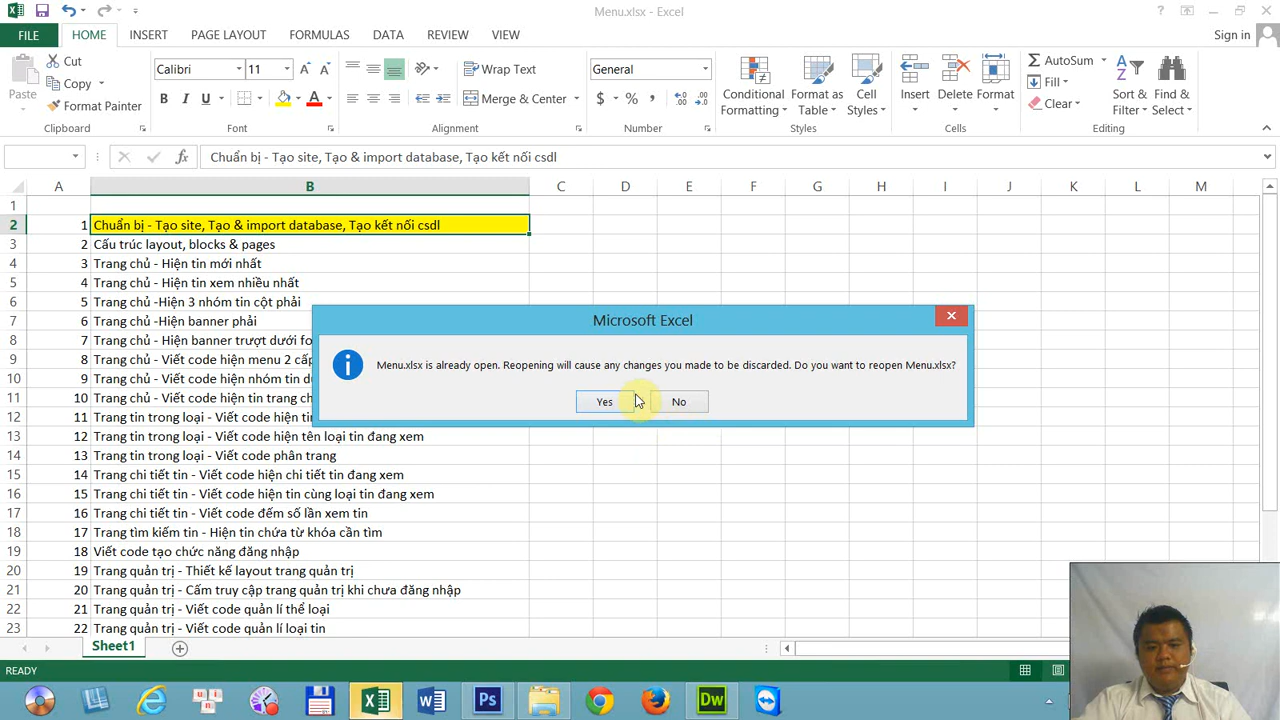 Menu.xlsx - Excel
?
FILE
HOME
INSERT
PAGE LAYOUT
FORMULAS
DATA
REVIEW
VIEW
Sign in
Paste
Cut
Copy
Format Painter
Calibri
11
B I U
Wrap Text
Merge & Center
General
$ % ,
Conditional
Formatting
Format as
Table
Cell
Styles
Insert
Delete
Format
AutoSum
Fill
Clear
Sort &
Filter
Find &
Select
Clipboard
Font
Alignment
Number
Styles
Cells
Editing
fx
Chuẩn bị - Tạo site, Tạo & import database, Tạo kết nối csdl
A B C D E F G H I J K L M
1
2 1 Chuẩn bị - Tạo site, Tạo & import database, Tạo kết nối csdl
3 2 Cấu trúc layout, blocks & pages
4 3 Trang chủ - Hiện tin mới nhất
5 4 Trang chủ - Hiện tin xem nhiều nhất
6 5 Trang chủ -Hiện 3 nhóm tin cột phải
7 6 Trang chủ -Hiện banner phải
8 7 Trang chủ - Hiện banner trượt dưới fo
9 8 Trang chủ - Viết code hiện menu 2 cấp
10 9 Trang chủ - Viết code hiện nhóm tin dư
11 10 Trang chủ - Viết code hiện
12 11 Trang tin trong loại - Viết code hiện
13 12 Trang tin trong loại - Viết code hiện tên loại tin đang xem
14 13 Trang tin trong loại - Viết code phân trang
15 14 Trang chi tiết tin - Viết code hiện chi tiết tin đang xem
16 15 Trang chi tiết tin - Viết code hiện tin cùng loại tin đang xem
17 16 Trang chi tiết tin - Viết code đếm số lần xem tin
18 17 Trang tìm kiếm tin - Hiện tin chứa từ khóa cần tìm
19 18 Viết code tạo chức năng đăng nhập
20 19 Trang quản trị - Thiết kế layout trang quản trị
21 20 Trang quản trị - Cấm truy cập trang quản trị khi chưa đăng nhập
22 21 Trang quản trị - Viết code quản lí thể loại
23 22 Trang quản trị - Viết code quản lí loại tin
Microsoft Excel
Menu.xlsx is already open. Reopening will cause any changes you made to be discarded. Do you want to reopen Menu.xlsx?
Yes
No
Sheet1
READY
Ps
Dw